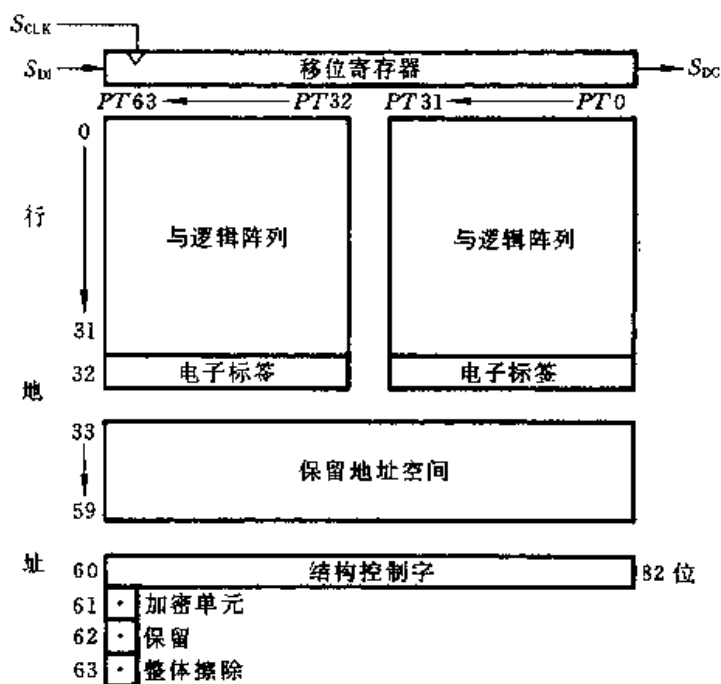 S_CLK
S_DI 移位寄存器 S_DO
PT63 PT32 PT31 PT0
0
行
与逻辑阵列 与逻辑阵列
31
32 电子标签 电子标签
地
33
保留地址空间
59
址 60 结构控制字 82 位
61 加密单元
62 保留
63 整体擦除